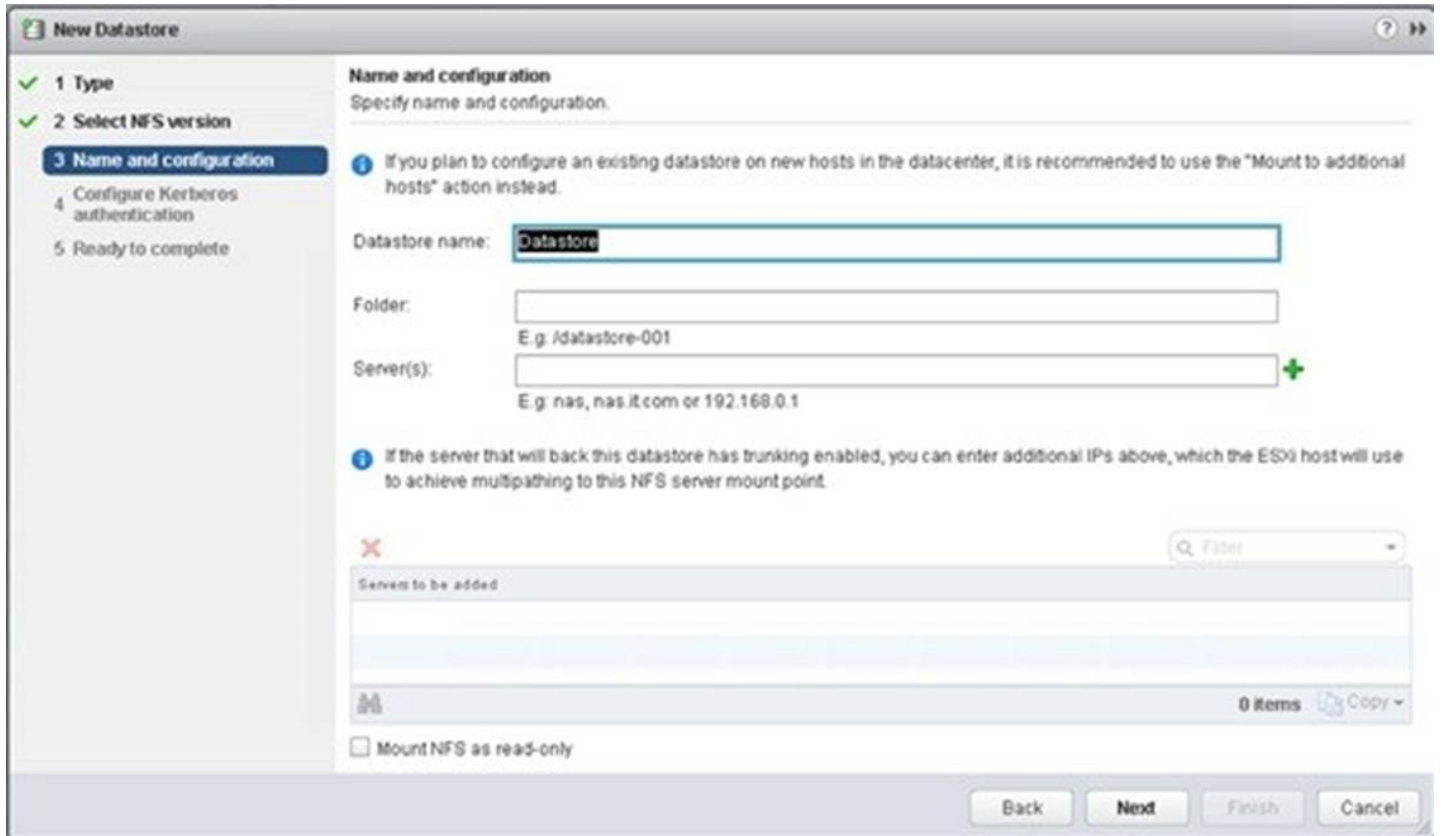 New Datastore
1 Type
2 Select NFS version
3 Name and configuration
4 Configure Kerberos
authentication
5 Ready to complete
Name and configuration
Specify name and configuration.
If you plan to configure an existing datastore on new hosts in the datacenter, it is recommended to use the "Mount to additional
hosts" action instead.
Datastore name: Datastore
Folder:
E.g: /datastore-001
Server(s):
E.g: nas, nas.it.com or 192.168.0.1
If the server that will back this datastore has trunking enabled, you can enter additional IPs above, which the ESXi host will use
to achieve multipathing to this NFS server mount point.
Filter
Servers to be added
0 items Copy
Mount NFS as read-only
Back Next Finish Cancel